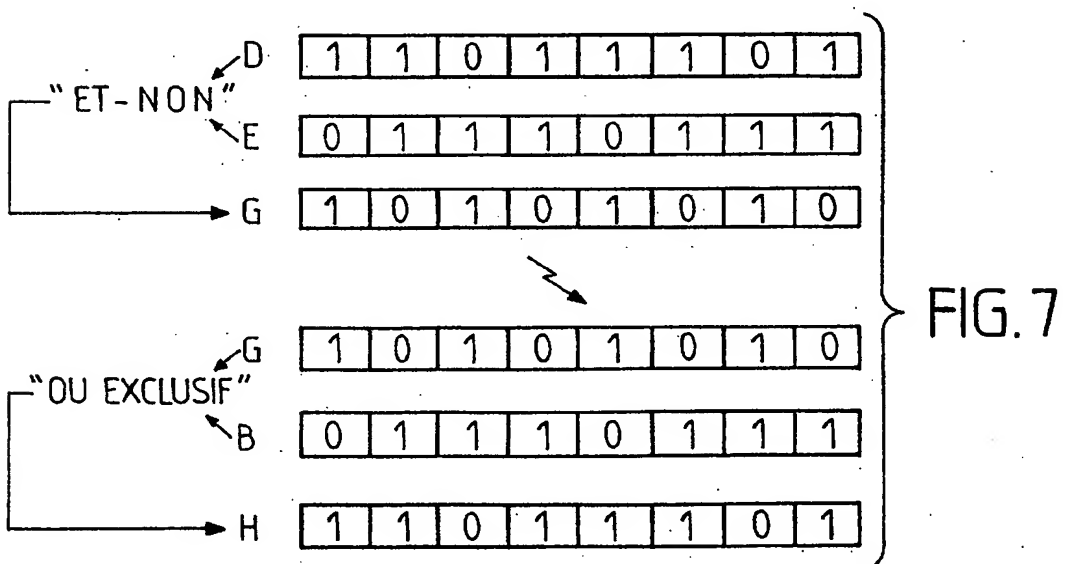 D 1 1 0 1 1 1 0 1
"ET-NON"
E 0 1 1 1 0 1 1 1
G 1 0 1 0 1 0 1 0
FIG.7
G 1 0 1 0 1 0 1 0
"OU EXCLUSIF"
B 0 1 1 1 0 1 1 1
H 1 1 0 1 1 1 0 1